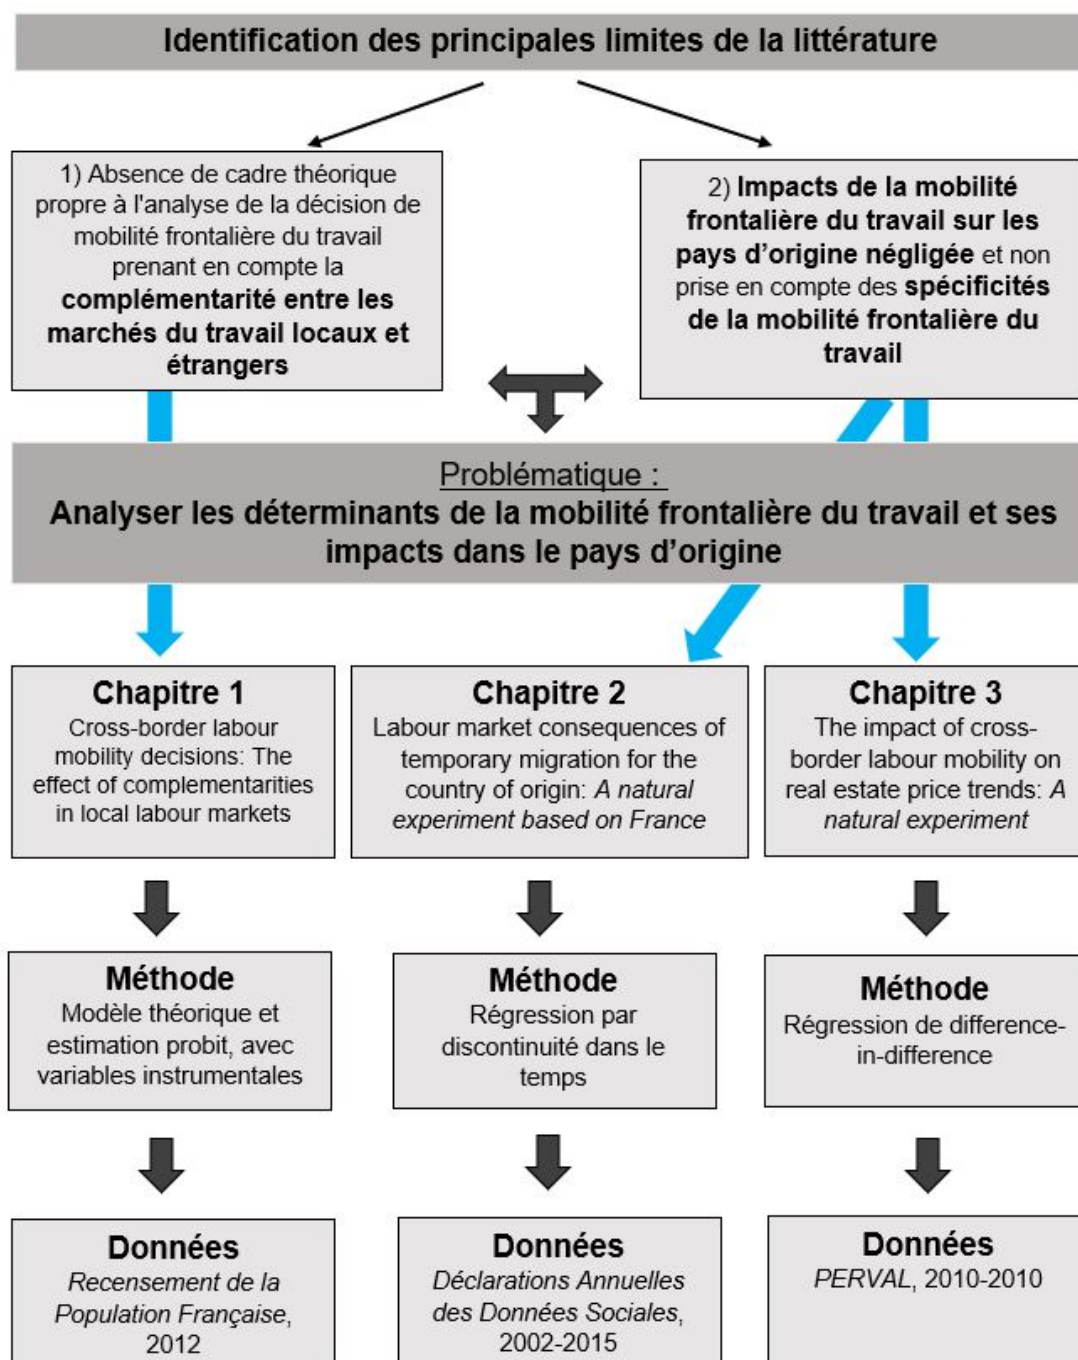 Identification des principales limites de la littérature
1) Absence de cadre théorique
propre à l'analyse de la décision de
mobilité frontalière du travail
prenant en compte la
complémentarité entre les
marchés du travail locaux et
étrangers
2) Impacts de la mobilité
frontalière du travail sur les
pays d’origine négligée et non
prise en compte des spécificités
de la mobilité frontalière du
travail
Problématique :
Analyser les déterminants de la mobilité frontalière du travail et ses
impacts dans le pays d’origine
Chapitre 1
Cross-border labour
mobility decisions: The
effect of complementarities
in local labour markets
Chapitre 2
Labour market consequences of
temporary migration for the
country of origin: A natural
experiment based on France
Chapitre 3
The impact of cross-
border labour mobility on
real estate price trends: A
natural experiment
Méthode
Modèle théorique et
estimation probit, avec
variables instrumentales
Méthode
Régression par
discontinuité dans le
temps
Méthode
Régression de difference-
in-difference
Données
Recensement de la
Population Française,
2012
Données
Déclarations Annuelles
des Données Sociales,
2002-2015
Données
PERVAL, 2010-2010